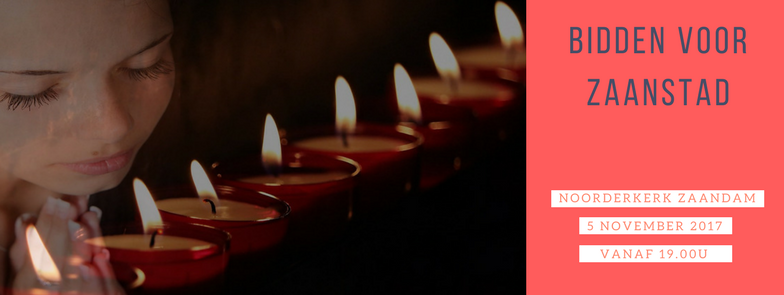 BIDDEN VOOR
ZAANSTAD
NOORDERKERK ZAANDAM
5 NOVEMBER 2017
VANAF 19.00U